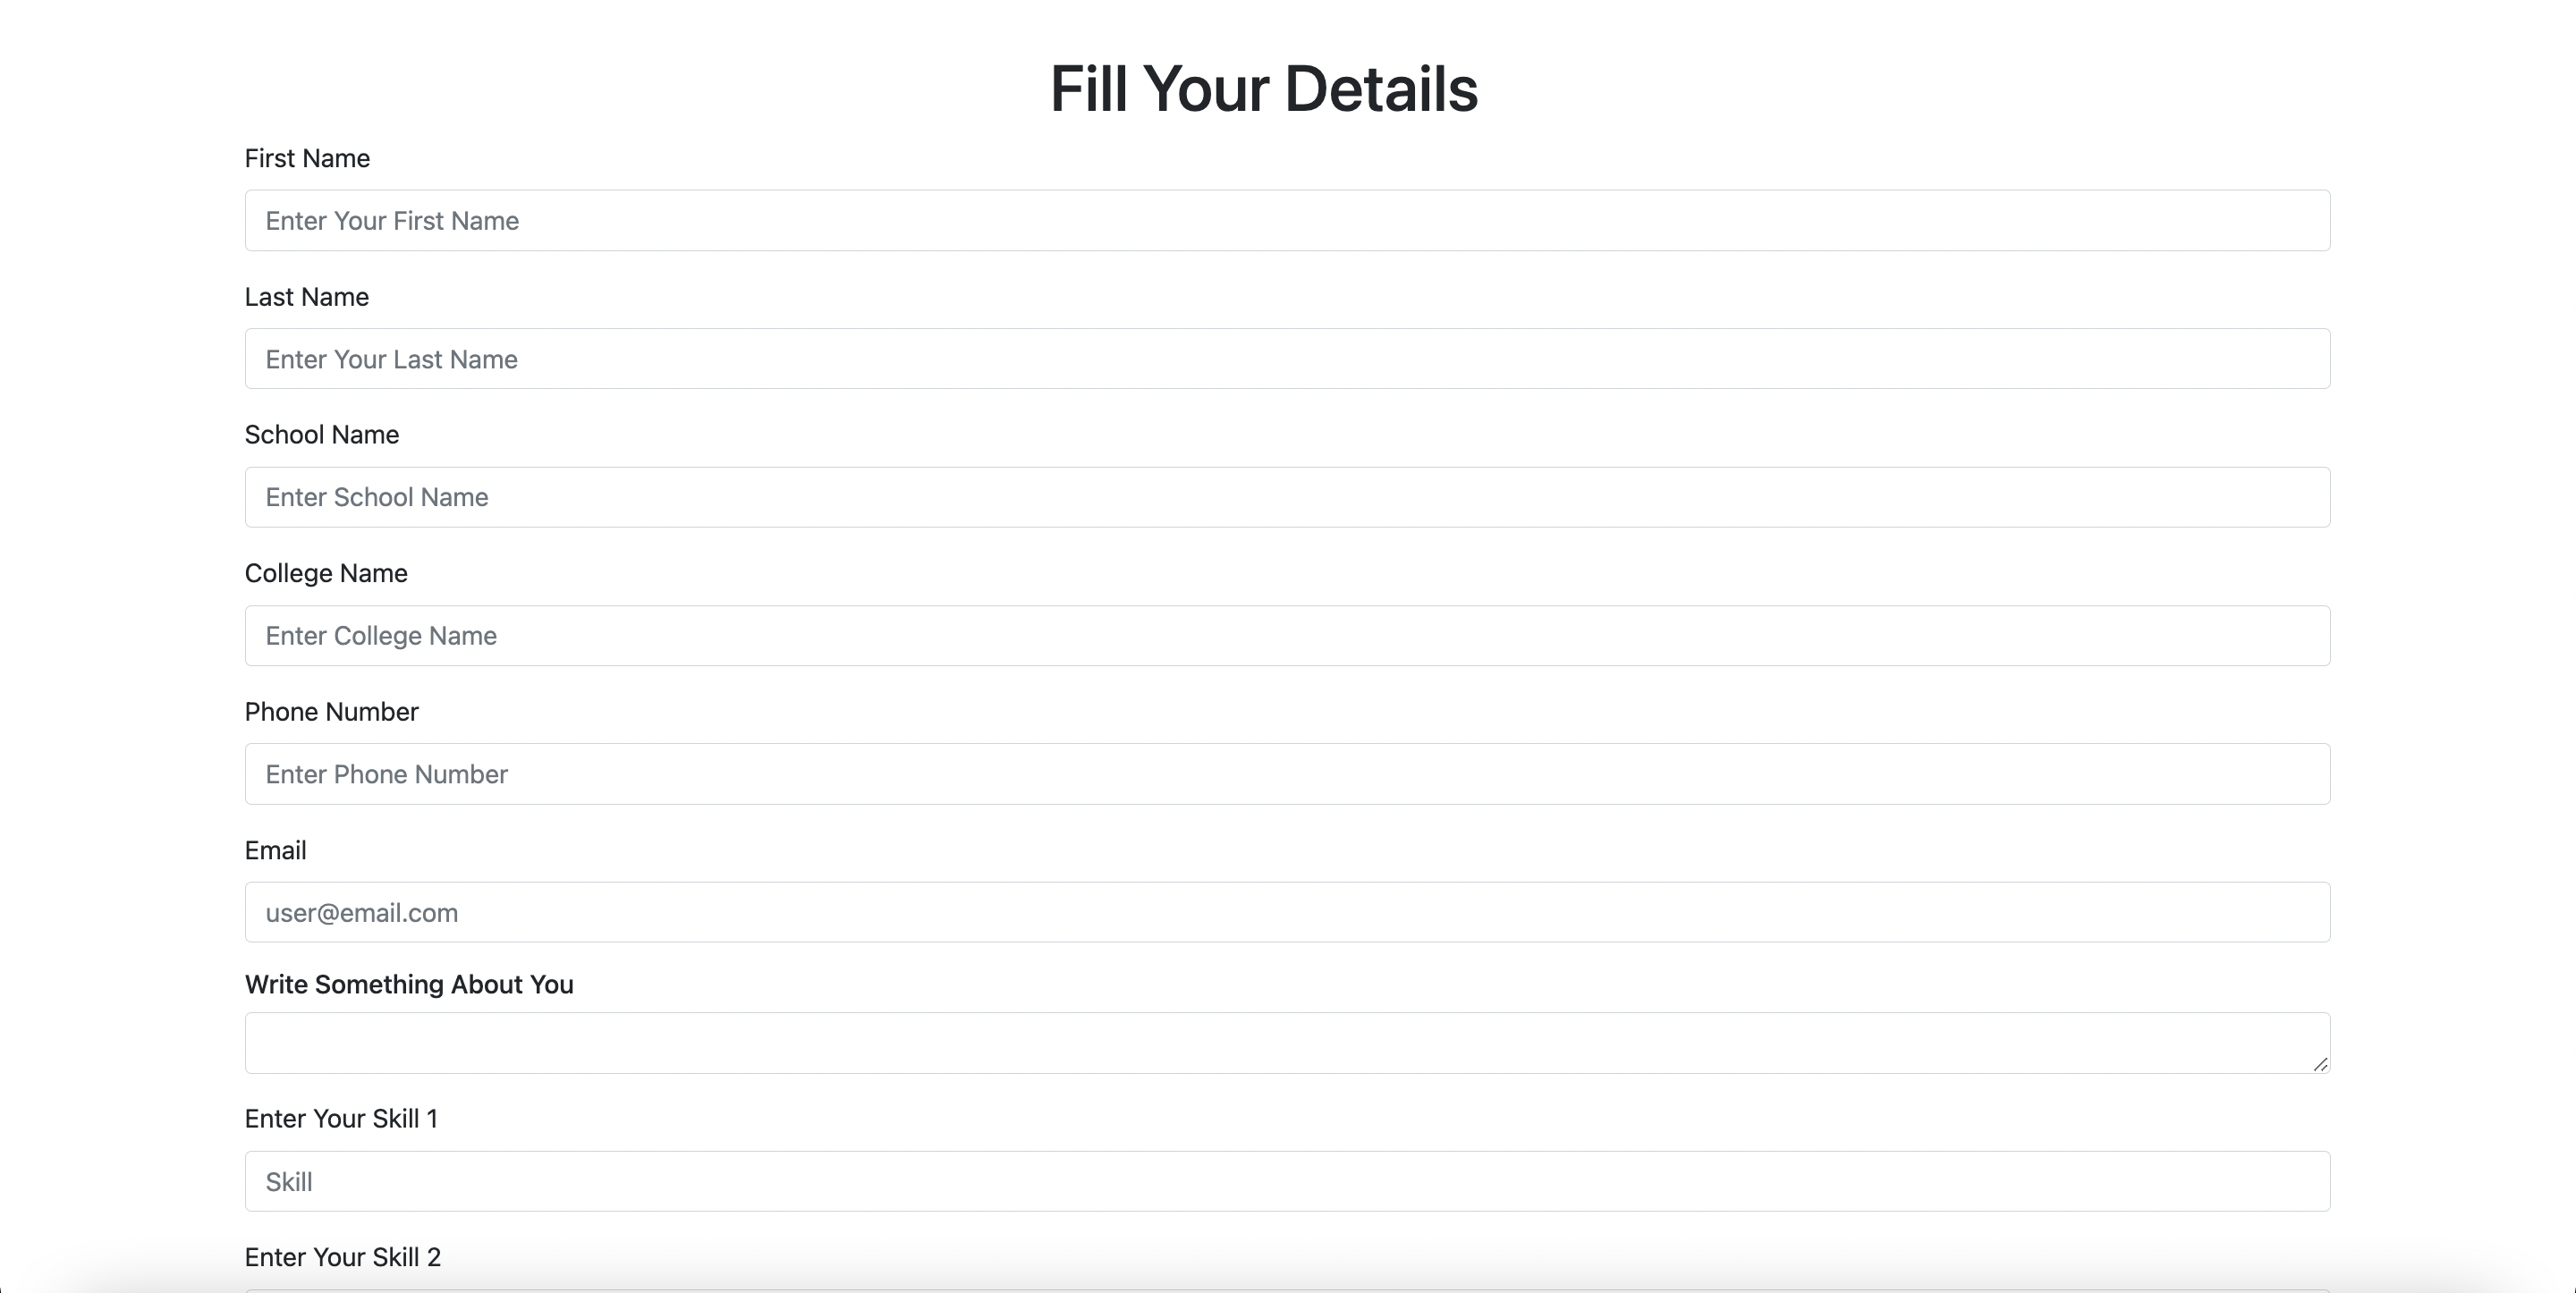 Fill Your Details
First Name
Enter Your First Name
Last Name
Enter Your Last Name
School Name
Enter School Name
College Name
Enter College Name
Phone Number
Enter Phone Number
Email
user@email.com
Write Something About You
Enter Your Skill 1
Skill
Enter Your Skill 2